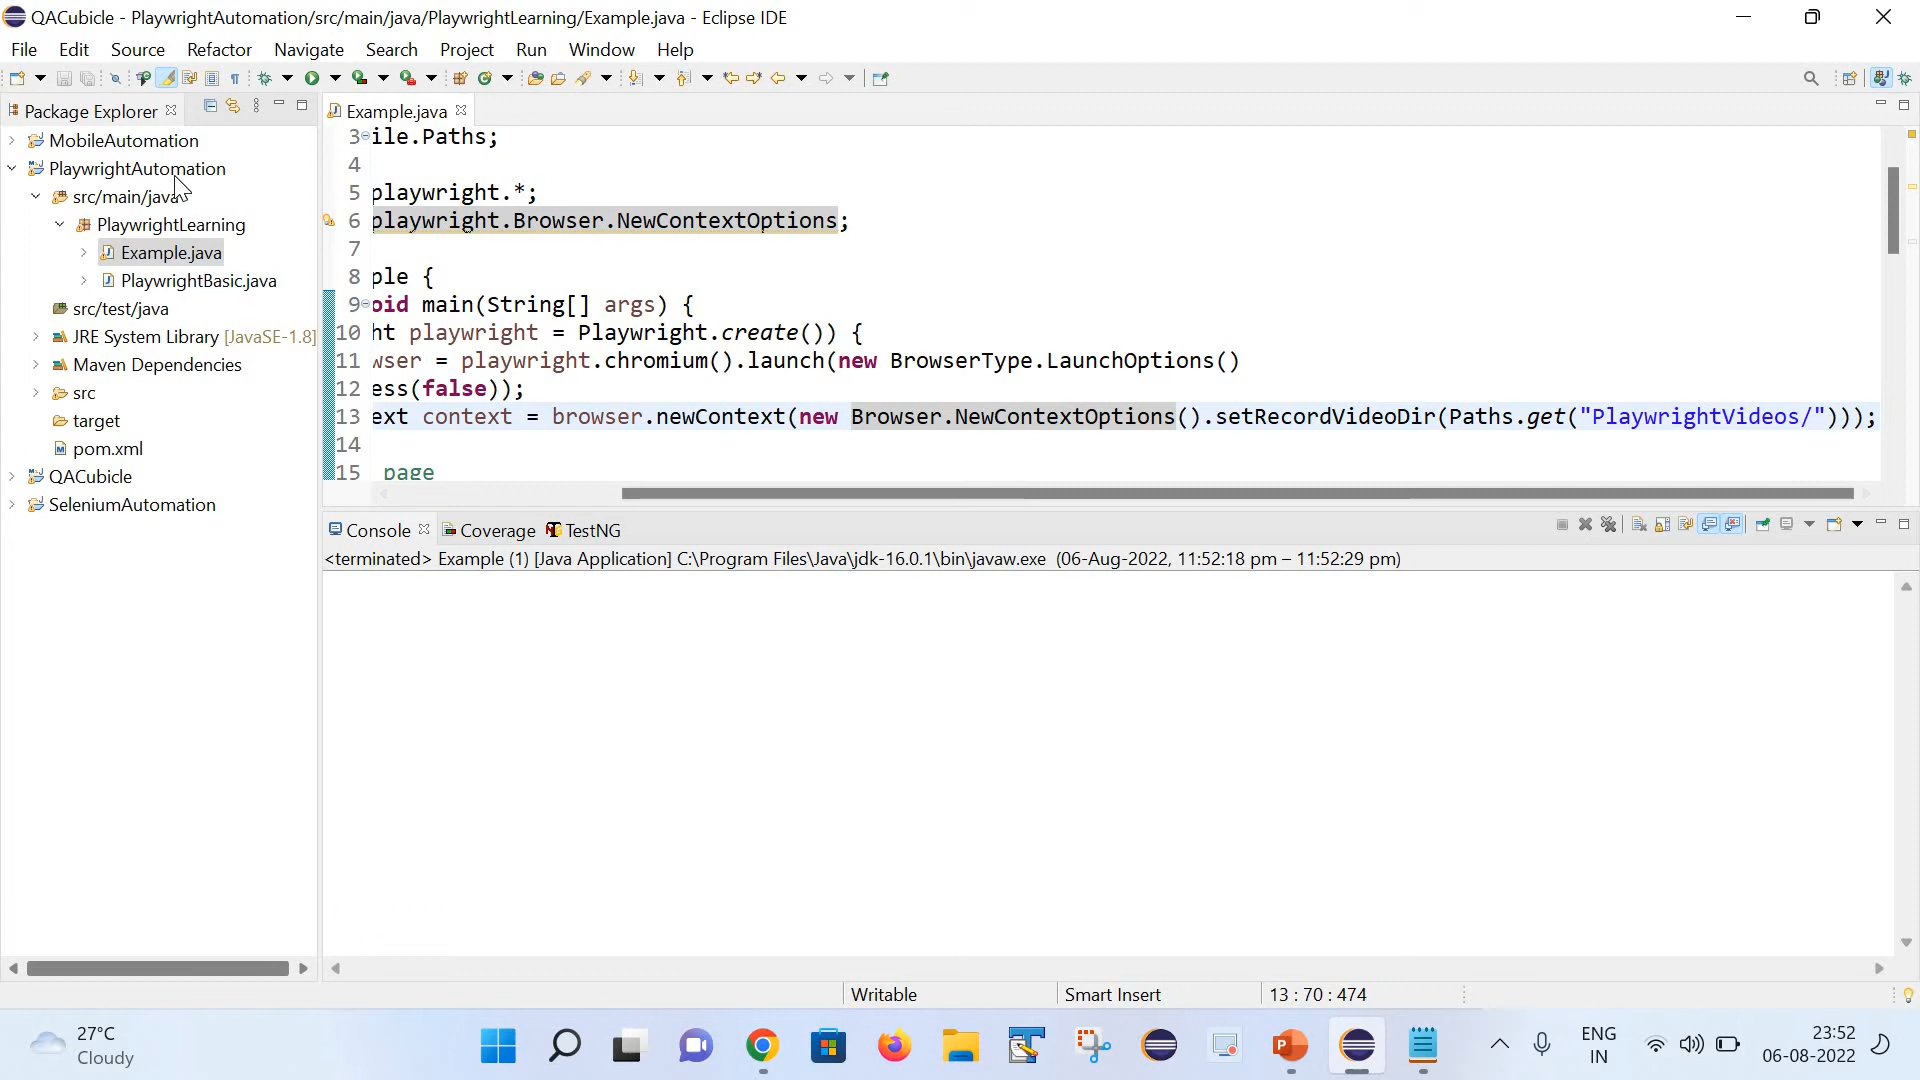 QACubicle - PlaywrightAutomation/src/main/java/PlaywrightLearning/Example.java - Eclipse IDE
File Edit Source Refactor Navigate Search Project Run Window Help
Package Explorer
MobileAutomation
PlaywrightAutomation
src/main/java
PlaywrightLearning
Example.java
PlaywrightBasic.java
src/test/java
JRE System Library [JavaSE-1.8]
Maven Dependencies
src
target
pom.xml
QACubicle
SeleniumAutomation
Example.java
3 ile.Paths;
4
5 playwright.*;
6 playwright.Browser.NewContextOptions;
7
8 ple {
9 oid main(String[] args) {
10 ht playwright = Playwright.create()) {
11 wser = playwright.chromium().launch(new BrowserType.LaunchOptions()
12 ess(false));
13 ext context = browser.newContext(new Browser.NewContextOptions().setRecordVideoDir(Paths.get("PlaywrightVideos/")));
14
15 page
Console Coverage TestNG
<terminated> Example (1) [Java Application] C:\Program Files\Java\jdk-16.0.1\bin\javaw.exe (06-Aug-2022, 11:52:18 pm – 11:52:29 pm)
Writable Smart Insert 13 : 70 : 474
27°C
Cloudy
ENG
IN
23:52
06-08-2022